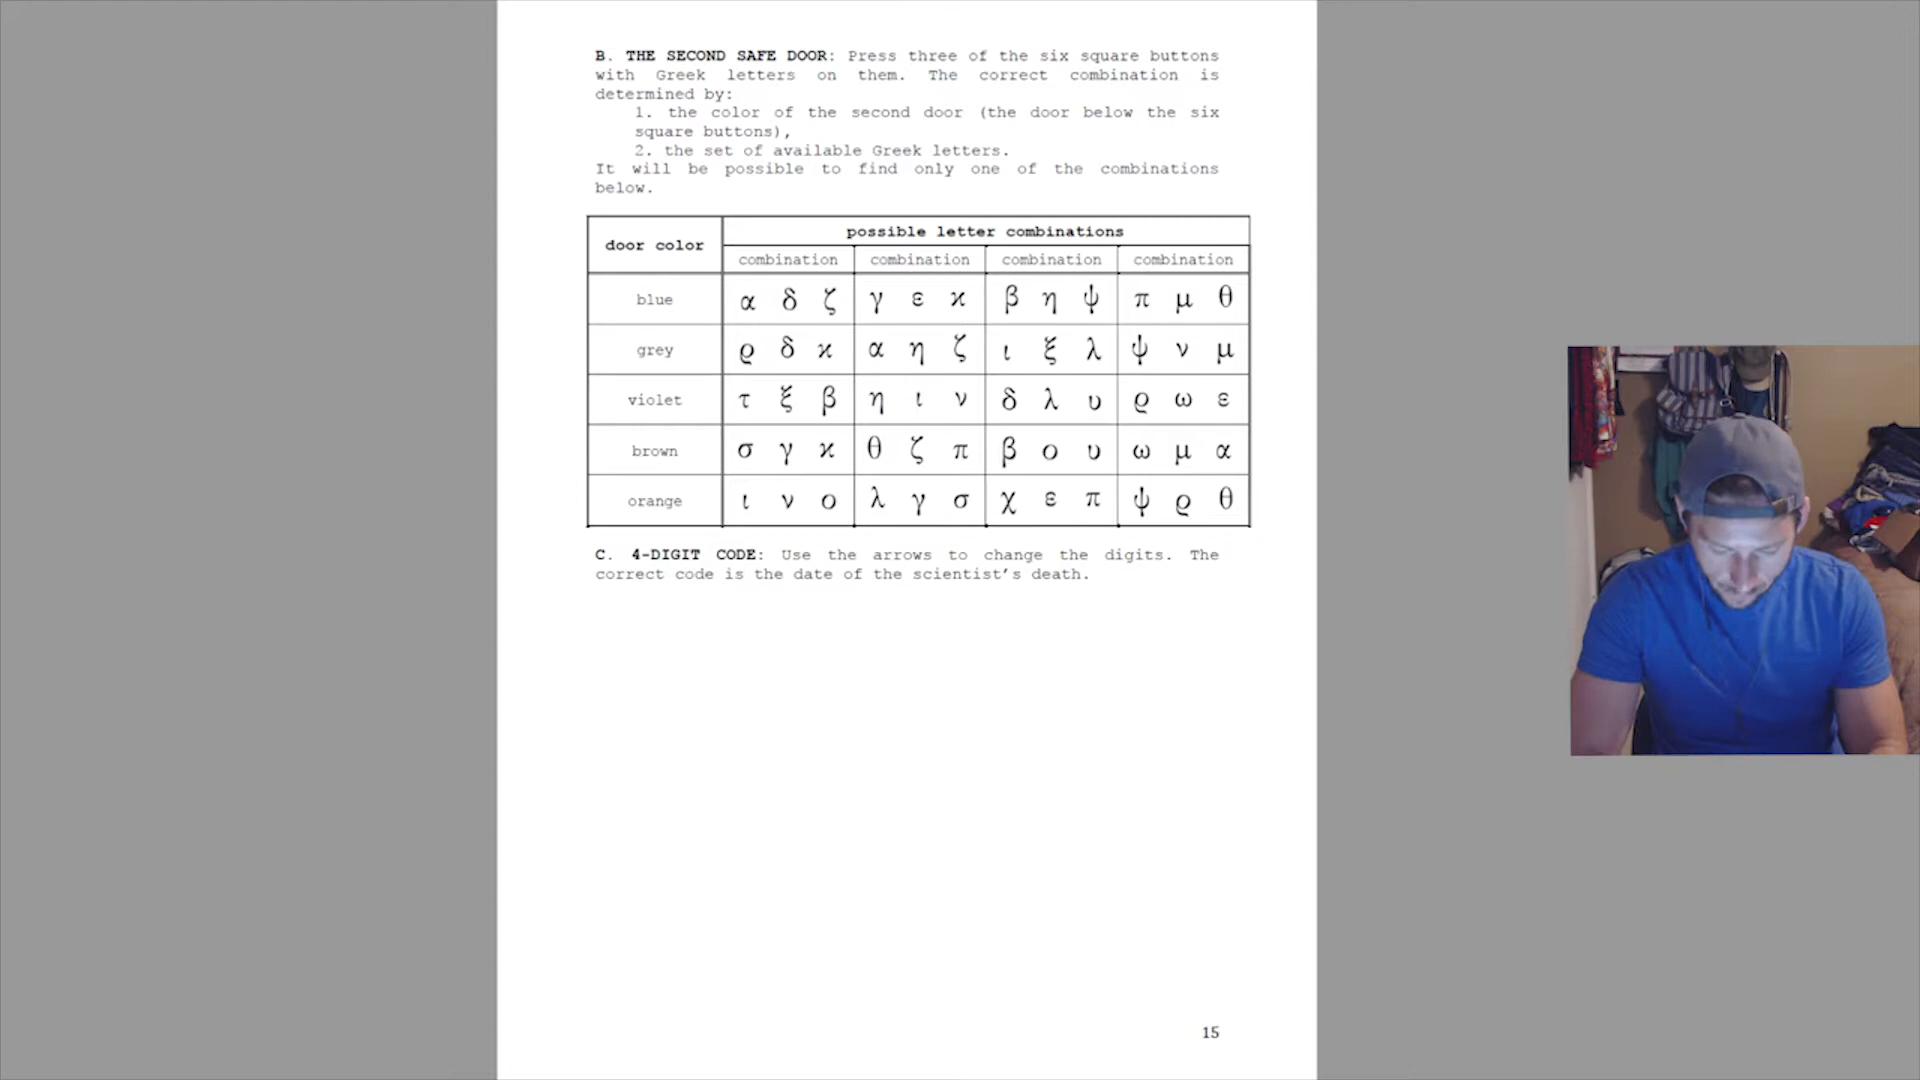 B. THE SECOND SAFE DOOR: Press three of the six square buttons
with Greek letters on them. The correct combination is
determined by:
1. the color of the second door (the door below the six
square buttons),
2. the set of available Greek letters.
It will be possible to find only one of the combinations
below.
door color possible letter combinations
combination combination combination combination
blue α δ ζ γ ε ϰ β η ψ π μ θ
grey ϱ δ ϰ α η ζ ι ξ λ ψ ν μ
violet τ ξ β η ι ν δ λ υ ϱ ω ε
brown σ γ ϰ θ ζ π β ο υ ω μ α
orange ι ν ο λ γ σ χ ε π ψ ϱ θ
C. 4-DIGIT CODE: Use the arrows to change the digits. The
correct code is the date of the scientist’s death.
15